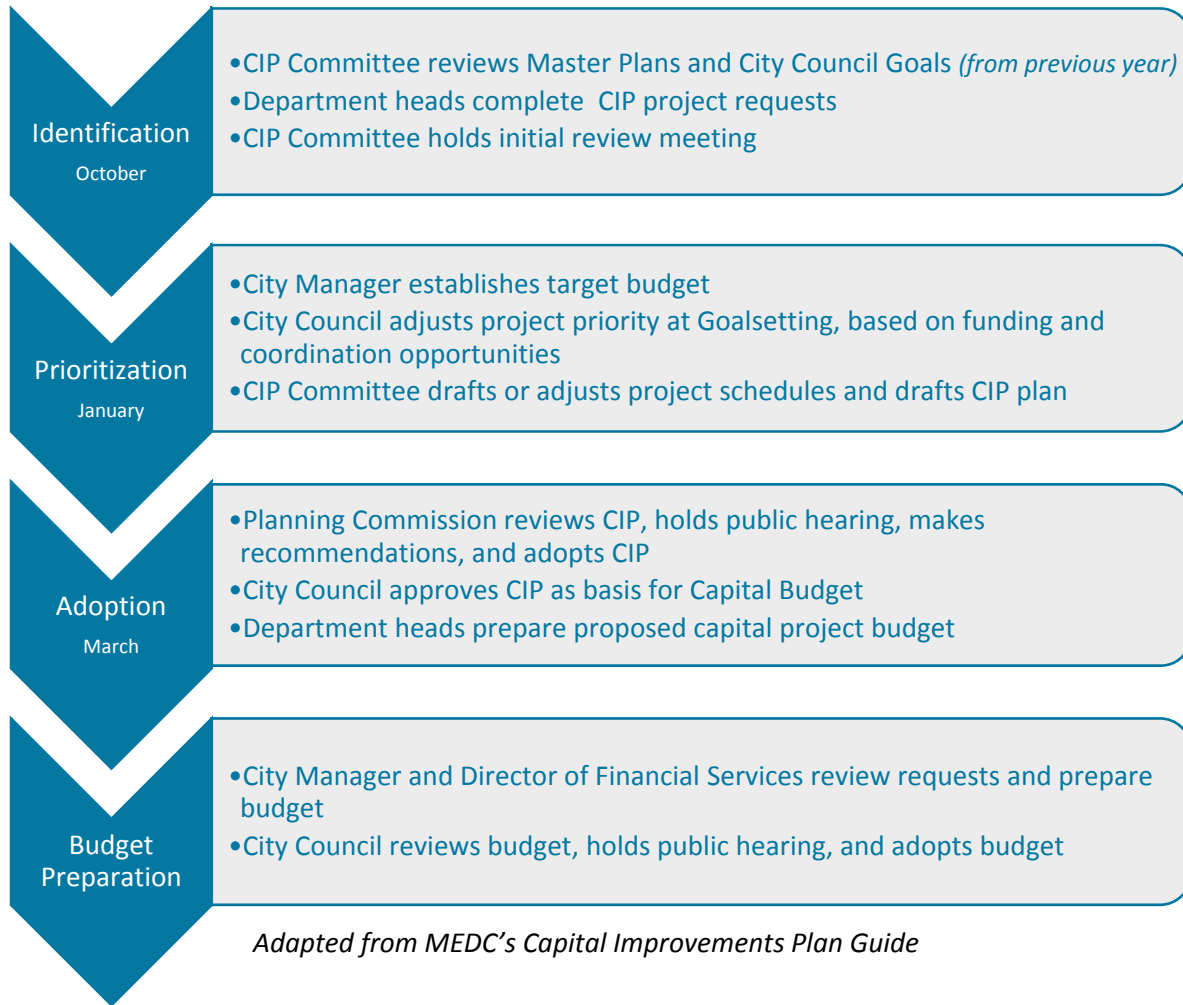 Identification
October
•CIP Committee reviews Master Plans and City Council Goals (from previous year)
•Department heads complete CIP project requests
•CIP Committee holds initial review meeting
Prioritization
January
•City Manager establishes target budget
•City Council adjusts project priority at Goalsetting, based on funding and
coordination opportunities
•CIP Committee drafts or adjusts project schedules and drafts CIP plan
Adoption
March
•Planning Commission reviews CIP, holds public hearing, makes
recommendations, and adopts CIP
•City Council approves CIP as basis for Capital Budget
•Department heads prepare proposed capital project budget
Budget
Preparation
•City Manager and Director of Financial Services review requests and prepare
budget
•City Council reviews budget, holds public hearing, and adopts budget
Adapted from MEDC’s Capital Improvements Plan Guide